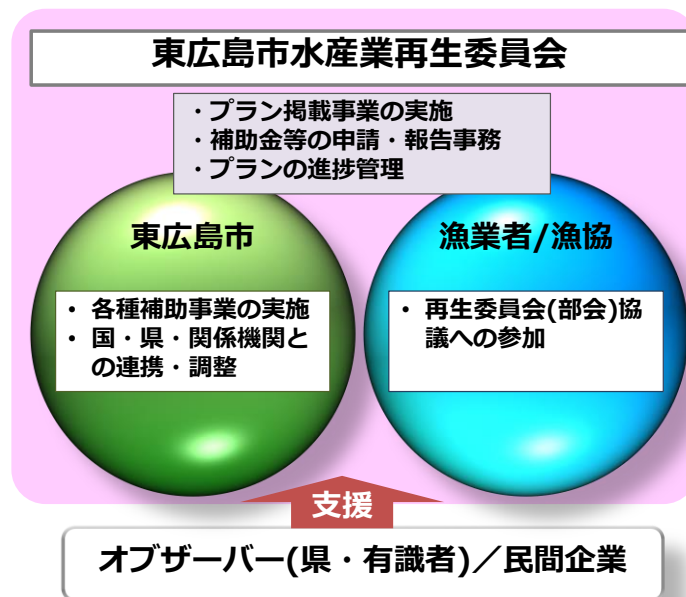 東広島市水産業再生委員会
・プラン掲載事業の実施
・補助金等の申請・報告事務
・プランの進捗管理
東広島市
• 各種補助事業の実施
• 国・県・関係機関と
の連携・調整
漁業者/漁協
• 再生委員会(部会)協
議への参加
支援
オブザーバー(県・有識者)／民間企業